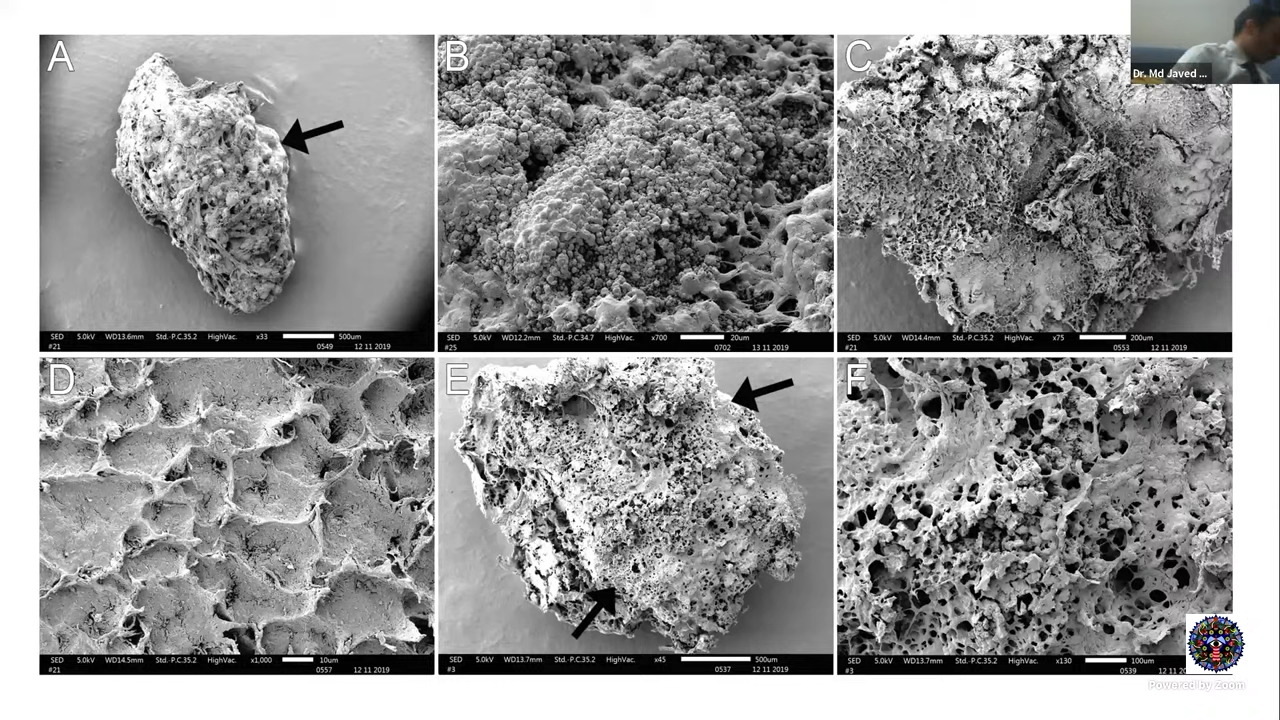 A
B
C
Dr. Md Javed ...
SED 5.0kV WD13.6mm Std.-P.C.35.2 HighVac. x33 500um
#21 0549 12 11 2019
SED 5.0kV WD12.2mm Std.-P.C.34.7 HighVac. x700 20um
#25 0702 13 11 2019
SED 5.0kV WD14.4mm Std.-P.C.35.2 HighVac. x75 200um
#21 0553 12 11 2019
D
E
F
SED 5.0kV WD14.5mm Std.-P.C.35.2 HighVac. x1,000 10um
#21 0557 12 11 2019
SED 5.0kV WD13.7mm Std.-P.C.35.2 HighVac. x45 500um
#3 0537 12 11 2019
SED 5.0kV WD13.7mm Std.-P.C.35.2 HighVac. x130 100um
#3 0539 12 11
Powered by Zoom